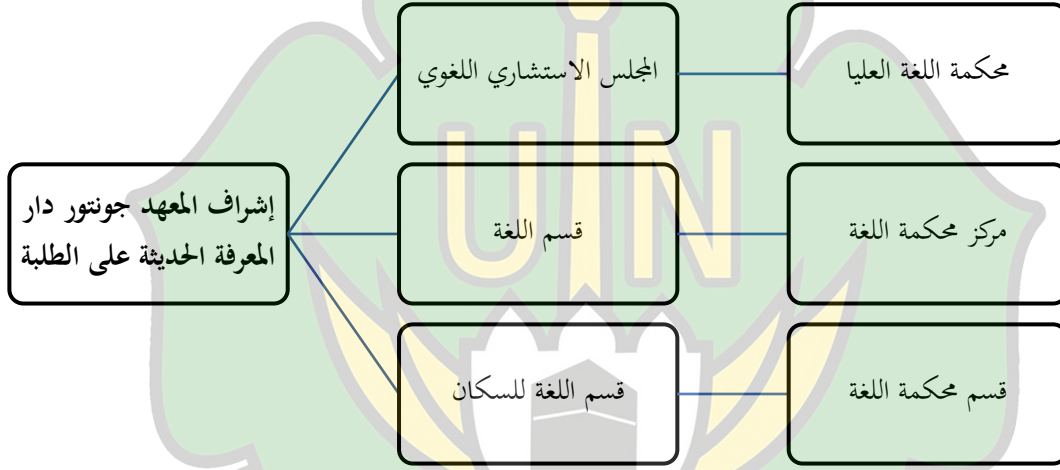 محكمة اللغة العليا
المجلس الاستشاري اللغوي
إشراف المعهد جونتور دار
المعرفة الحديثة على الطلبة
مركز محكمة اللغة
قسم اللغة
قسم محكمة اللغة
قسم اللغة للسكان
UIN